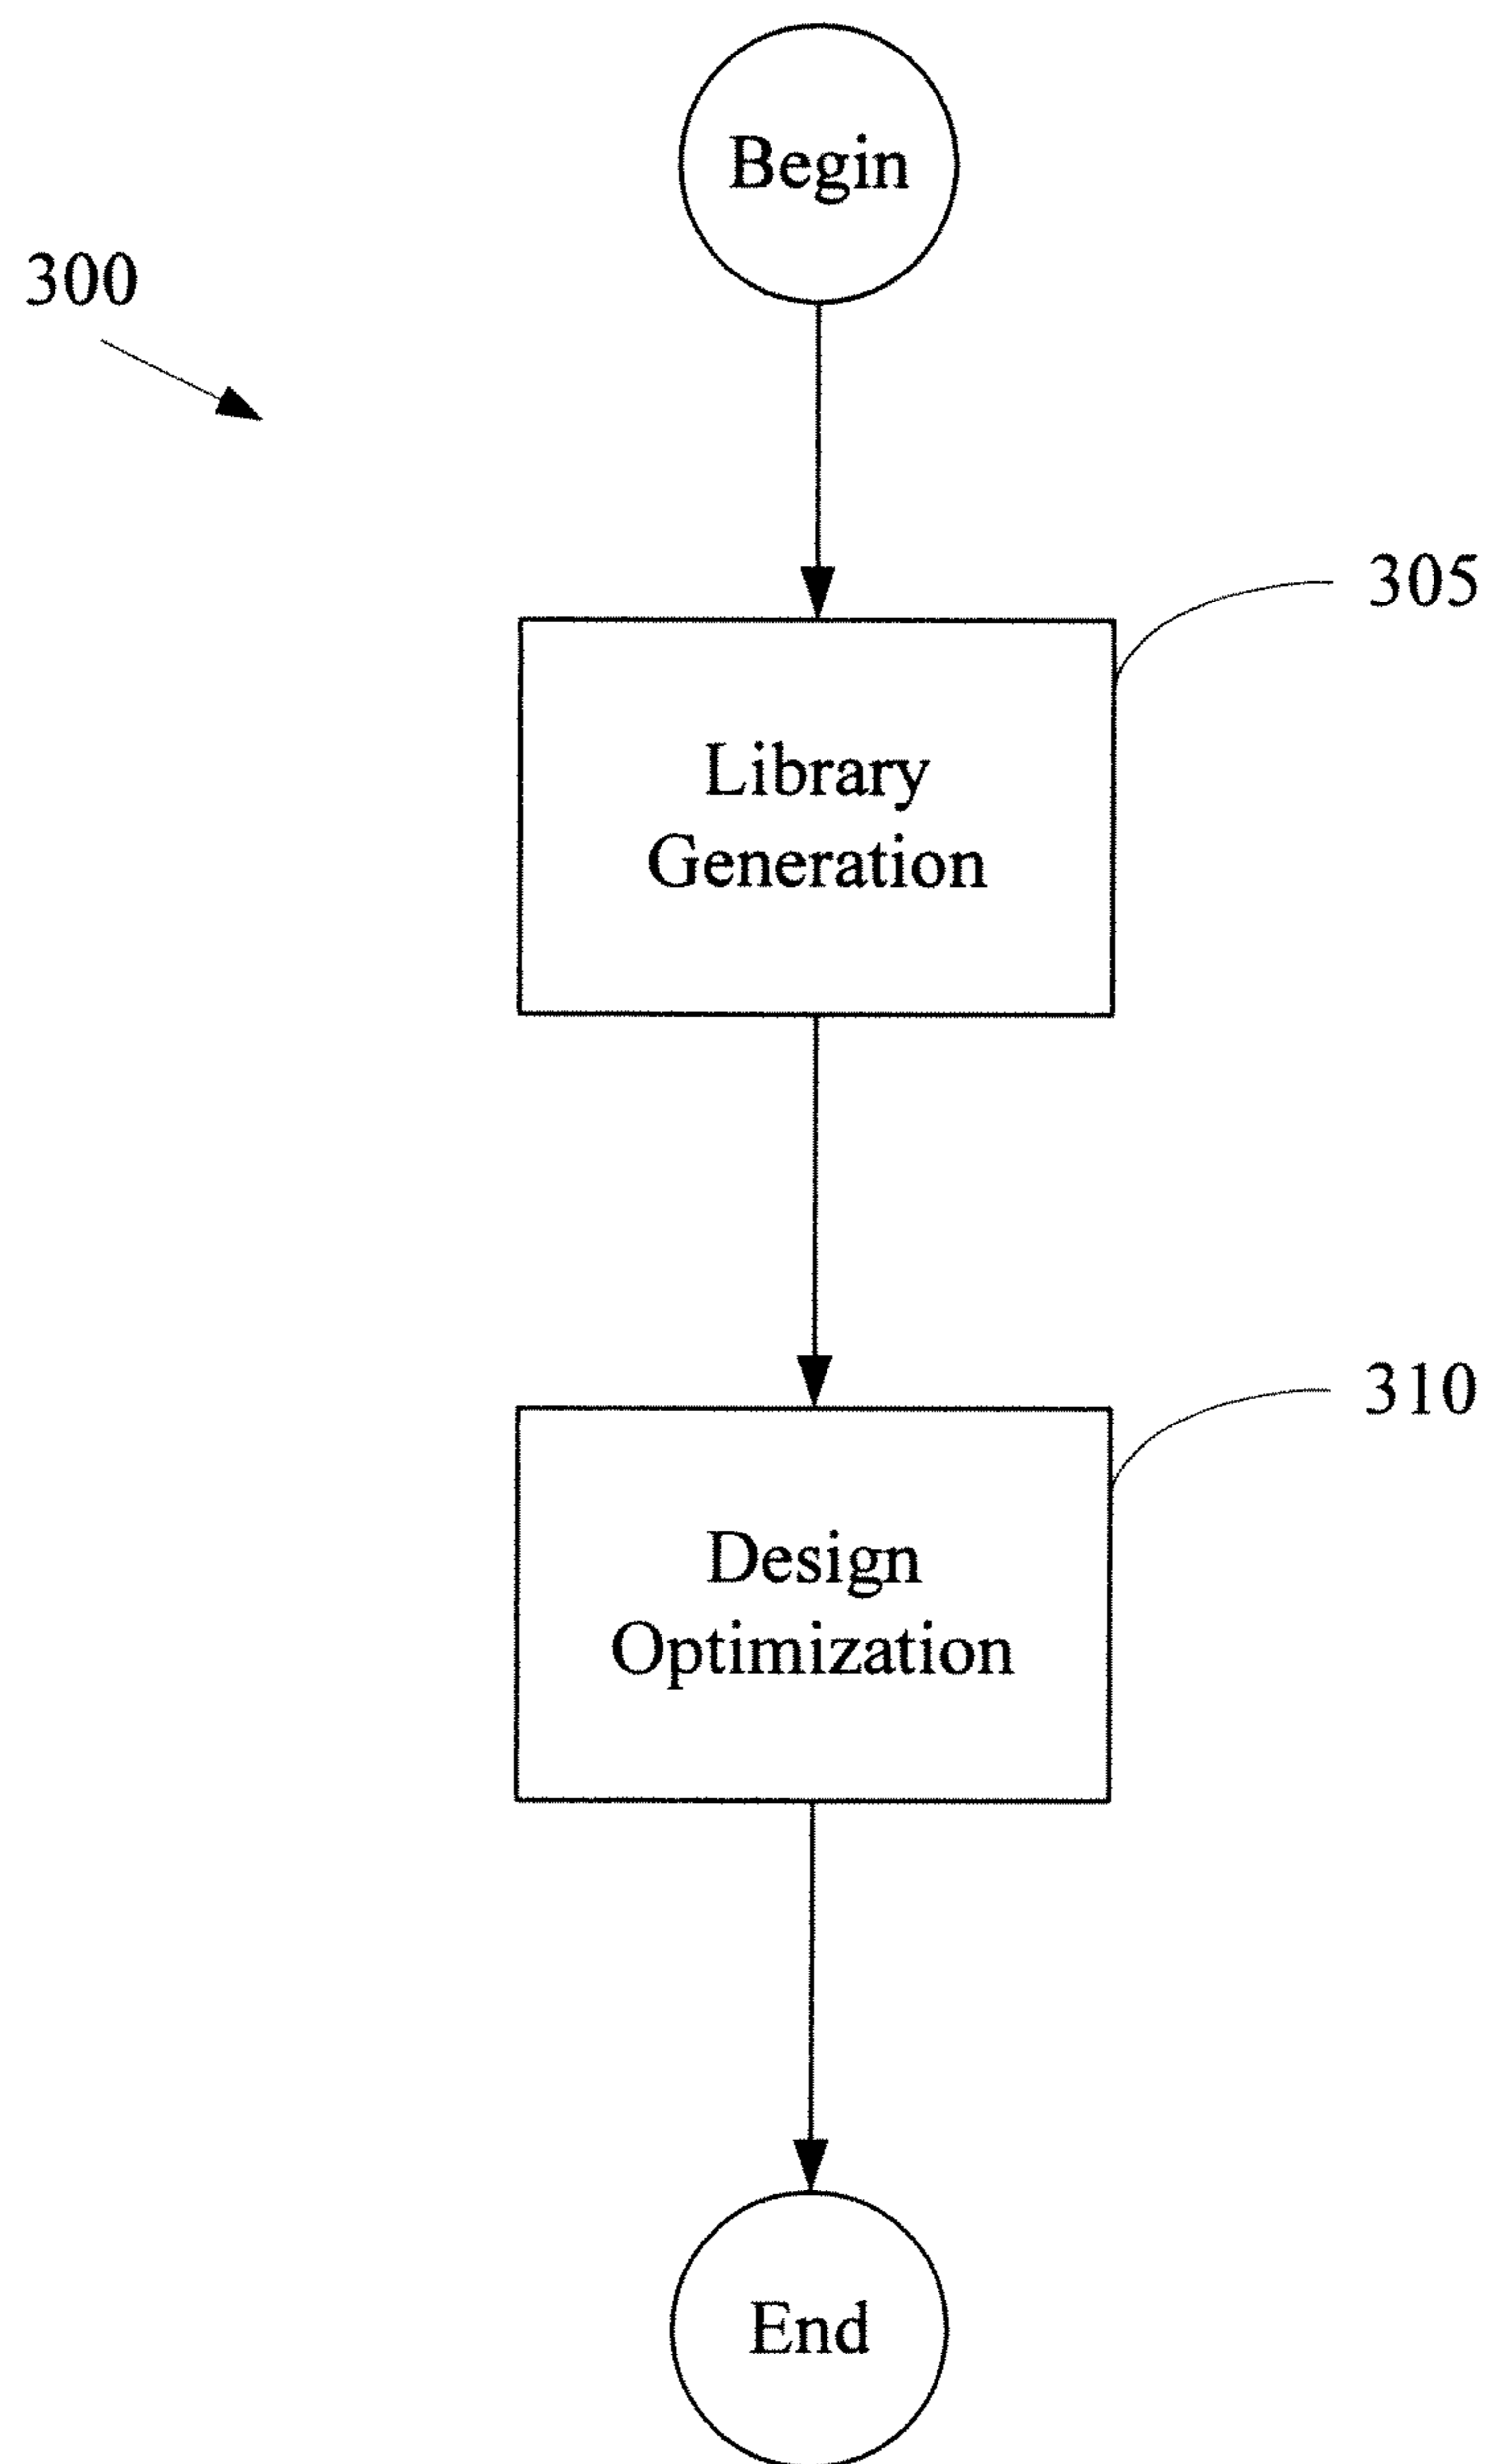 Begin
300
305
Library
Generation
310
Design
Optimization
End